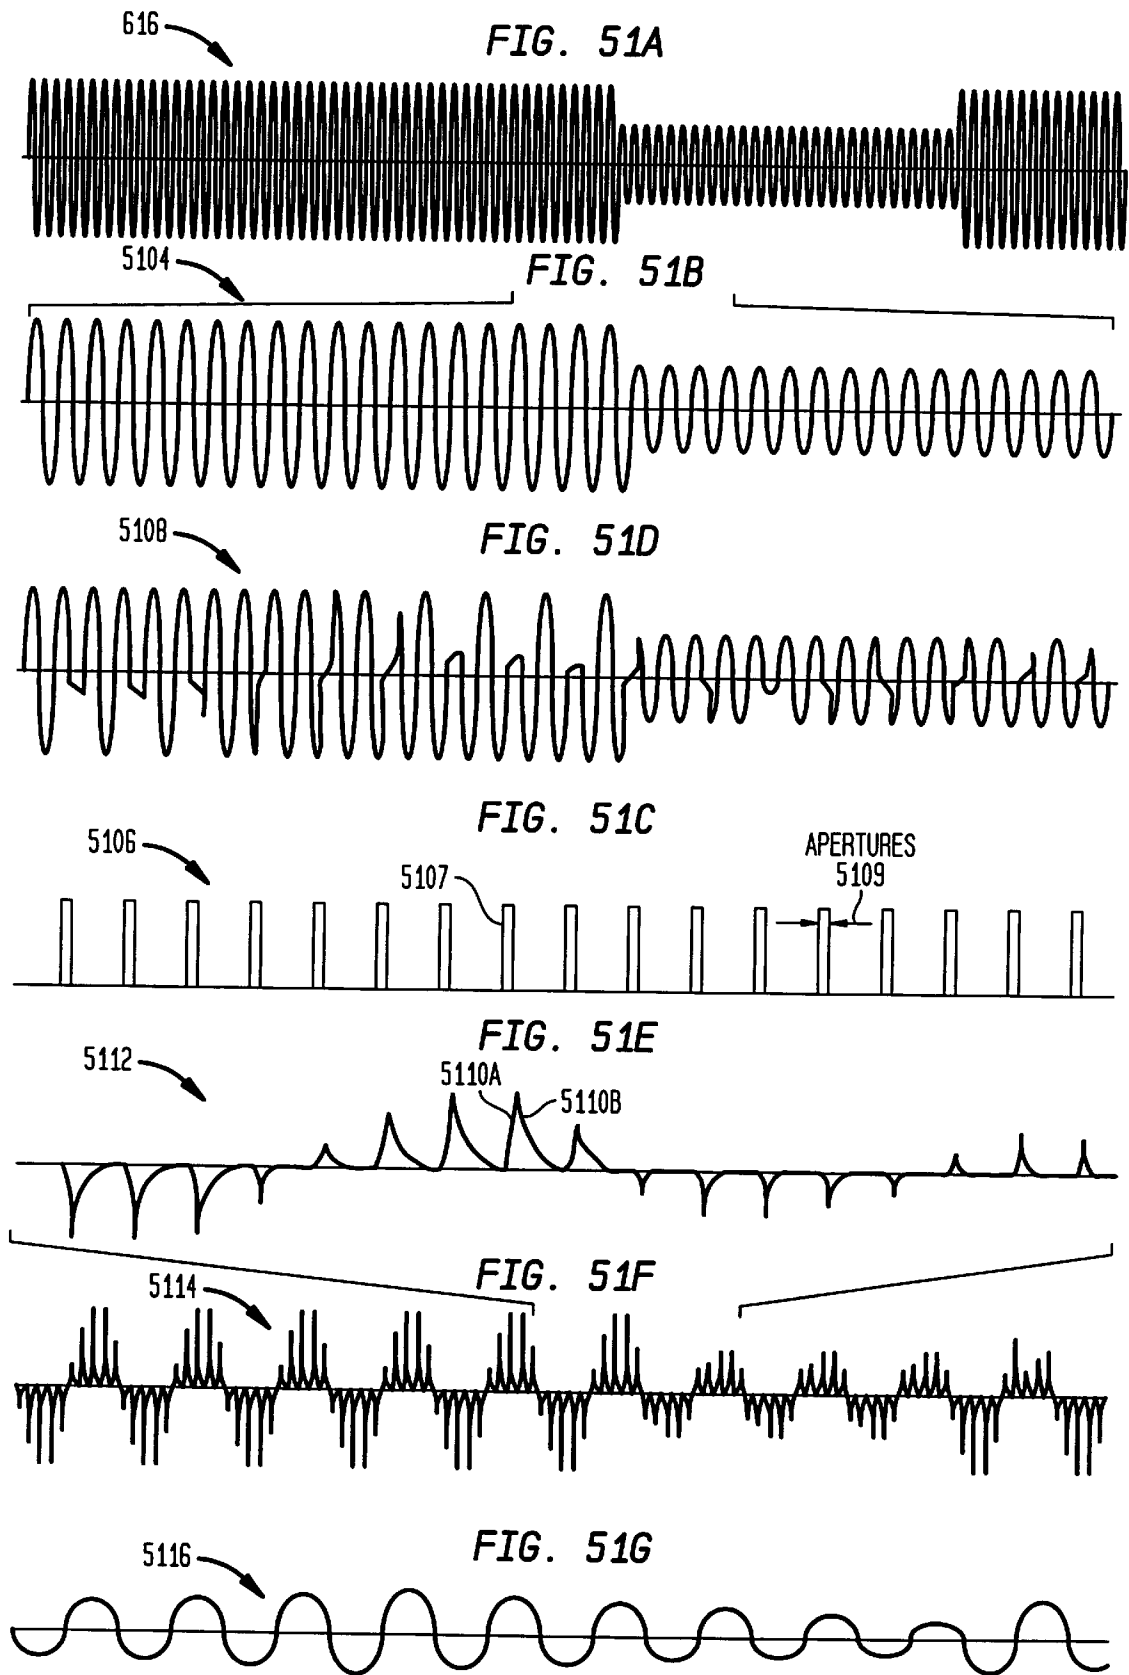 616
FIG. 51A
5104
FIG. 51B
5108
FIG. 51D
FIG. 51C
5106
5107
APERTURES
5109
FIG. 51E
5112
5110A
5110B
FIG. 51F
5114
FIG. 51G
5116